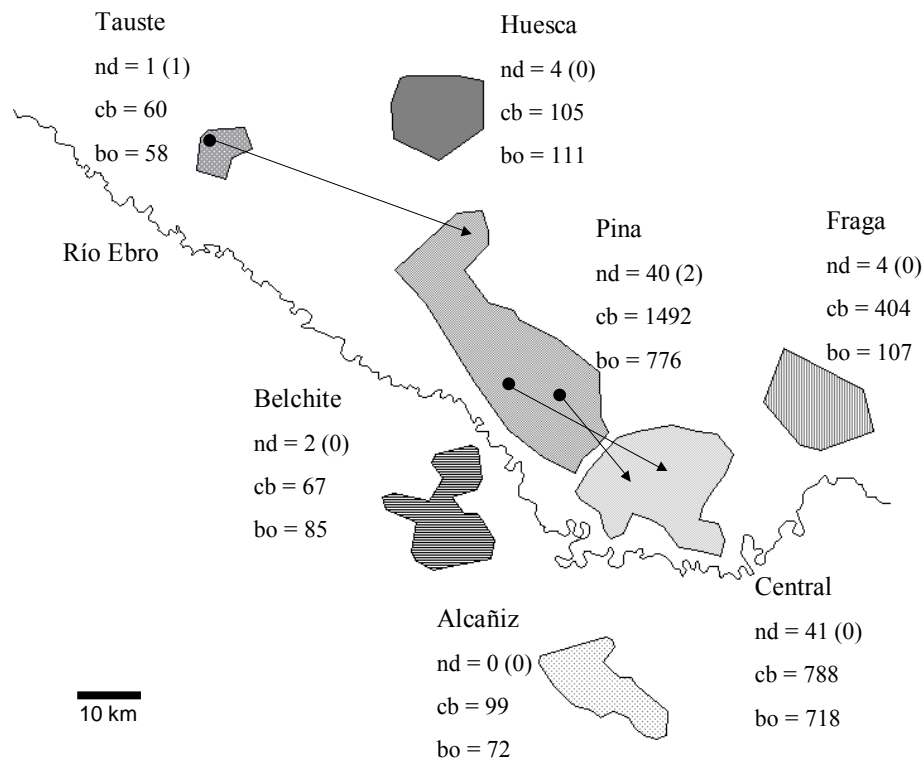 Tauste
nd = 1 (1)
cb = 60
bo = 58
Huesca
nd = 4 (0)
cb = 105
bo = 111
Río Ebro
Pina
nd = 40 (2)
cb = 1492
bo = 776
Fraga
nd = 4 (0)
cb = 404
bo = 107
Belchite
nd = 2 (0)
cb = 67
bo = 85
Alcañiz
nd = 0 (0)
cb = 99
bo = 72
Central
nd = 41 (0)
cb = 788
bo = 718
10 km